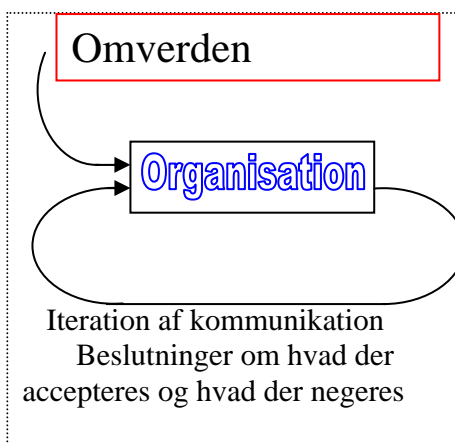 Omverden
Organisation
Iteration af kommunikation
Beslutninger om hvad der
accepteres og hvad der negeres